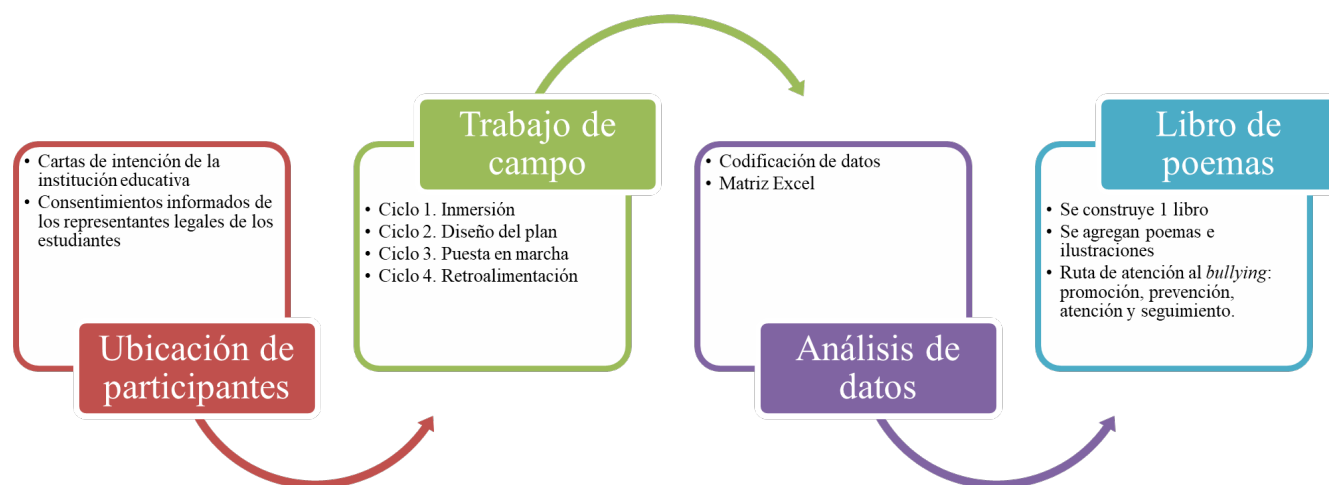 • Cartas de intención de la
institución educativa
• Consentimientos informados de
los representantes legales de los
estudiantes
Ubicación de
participantes
Trabajo de
campo
• Ciclo 1. Inmersión
• Ciclo 2. Diseño del plan
• Ciclo 3. Puesta en marcha
• Ciclo 4. Retroalimentación
• Codificación de datos
• Matriz Excel
Análisis de
datos
Libro de
poemas
• Se construye 1 libro
• Se agregan poemas e
ilustraciones
• Ruta de atención al bullying:
promoción, prevención,
atención y seguimiento.